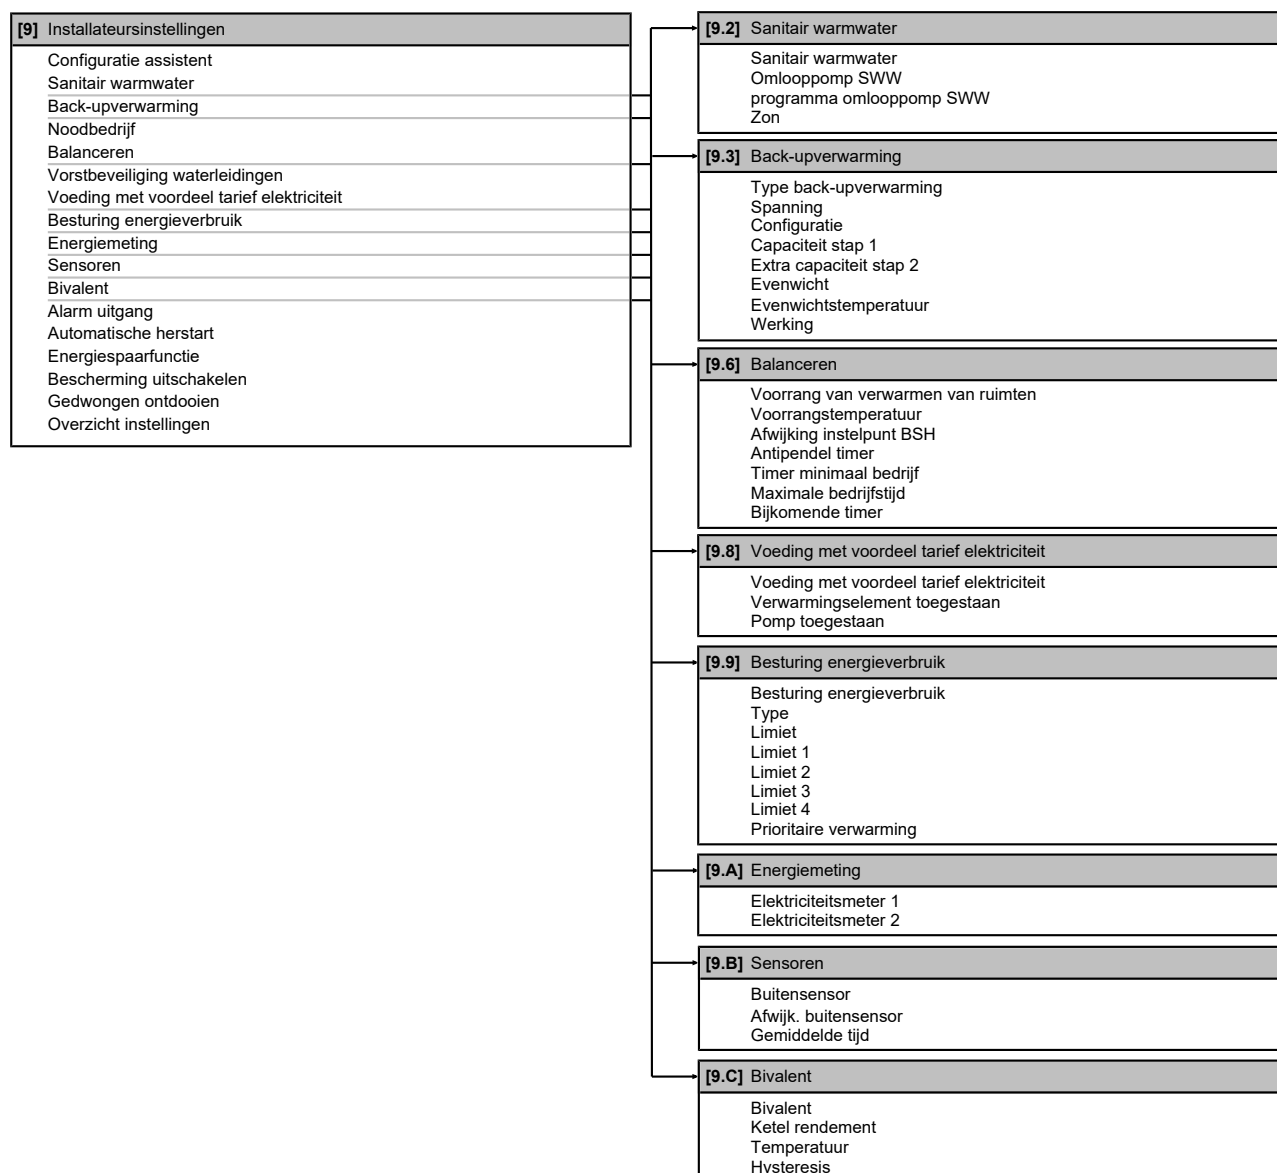 [9] Installateursinstellingen
Configuratie assistent
Sanitair warmwater
Back-upverwarming
Noodbedrijf
Balanceren
Vorstbeveiliging waterleidingen
Voeding met voordeel tarief elektriciteit
Besturing energieverbruik
Energiemeting
Sensoren
Bivalent
Alarm uitgang
Automatische herstart
Energiespaarfunctie
Bescherming uitschakelen
Gedwongen ontdooien
Overzicht instellingen
[9.2] Sanitair warmwater
Sanitair warmwater
Omlooppomp SWW
programma omlooppomp SWW
Zon
[9.3] Back-upverwarming
Type back-upverwarming
Spanning
Configuratie
Capaciteit stap 1
Extra capaciteit stap 2
Evenwicht
Evenwichtstemperatuur
Werking
[9.6] Balanceren
Voorrang van verwarmen van ruimten
Voorrangstemperatuur
Afwijking instelpunt BSH
Antipendel timer
Timer minimaal bedrijf
Maximale bedrijfstijd
Bijkomende timer
[9.8] Voeding met voordeel tarief elektriciteit
Voeding met voordeel tarief elektriciteit
Verwarmingselement toegestaan
Pomp toegestaan
[9.9] Besturing energieverbruik
Besturing energieverbruik
Type
Limiet
Limiet 1
Limiet 2
Limiet 3
Limiet 4
Prioritaire verwarming
[9.A] Energiemeting
Elektriciteitsmeter 1
Elektriciteitsmeter 2
[9.B] Sensoren
Buitensensor
Afwijk. buitensensor
Gemiddelde tijd
[9.C] Bivalent
Bivalent
Ketel rendement
Temperatuur
Hysteresis